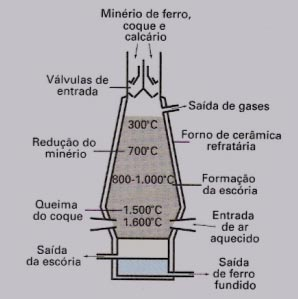 Minério de ferro,
coque e
calcário
Válvulas de
entrada
Saída de gases
300°C
Forno de cerâmica
refratária
Redução do
minério
700°C
800-1.000°C
Formação
da escória
Queima
do coque
1.500°C
1.600°C
Entrada
de ar
aquecido
Saída
da escória
Saída
de ferro
fundido